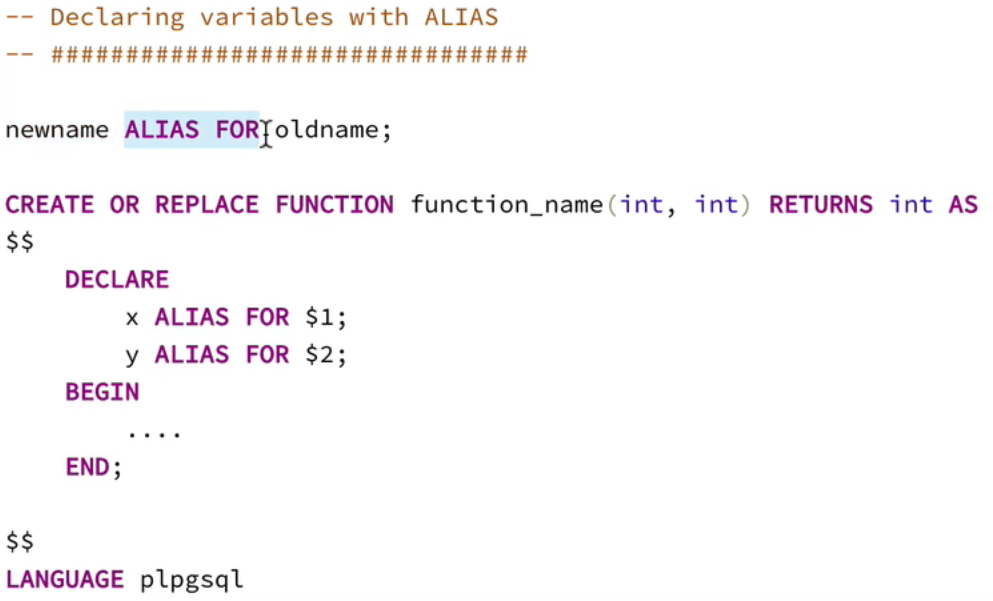 -- Declaring variables with ALIAS
-- ################################
newname ALIAS FOR oldname;
CREATE OR REPLACE FUNCTION function_name(int, int) RETURNS int AS
$$
DECLARE
x ALIAS FOR $1;
y ALIAS FOR $2;
BEGIN
....
END;
$$
LANGUAGE plpgsql